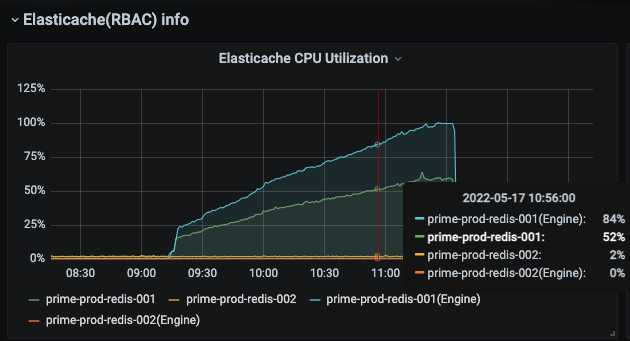 Elasticache(RBAC) info
Elasticache CPU Utilization
125%
100%
75%
50%
25%
0%
08:30 09:00 09:30 10:00 10:30 11:00
2022-05-17 10:56:00
prime-prod-redis-001(Engine): 84%
prime-prod-redis-001: 52%
prime-prod-redis-002: 2%
prime-prod-redis-002(Engine): 0%
prime-prod-redis-001 prime-prod-redis-002 prime-prod-redis-001(Engine)
prime-prod-redis-002(Engine)